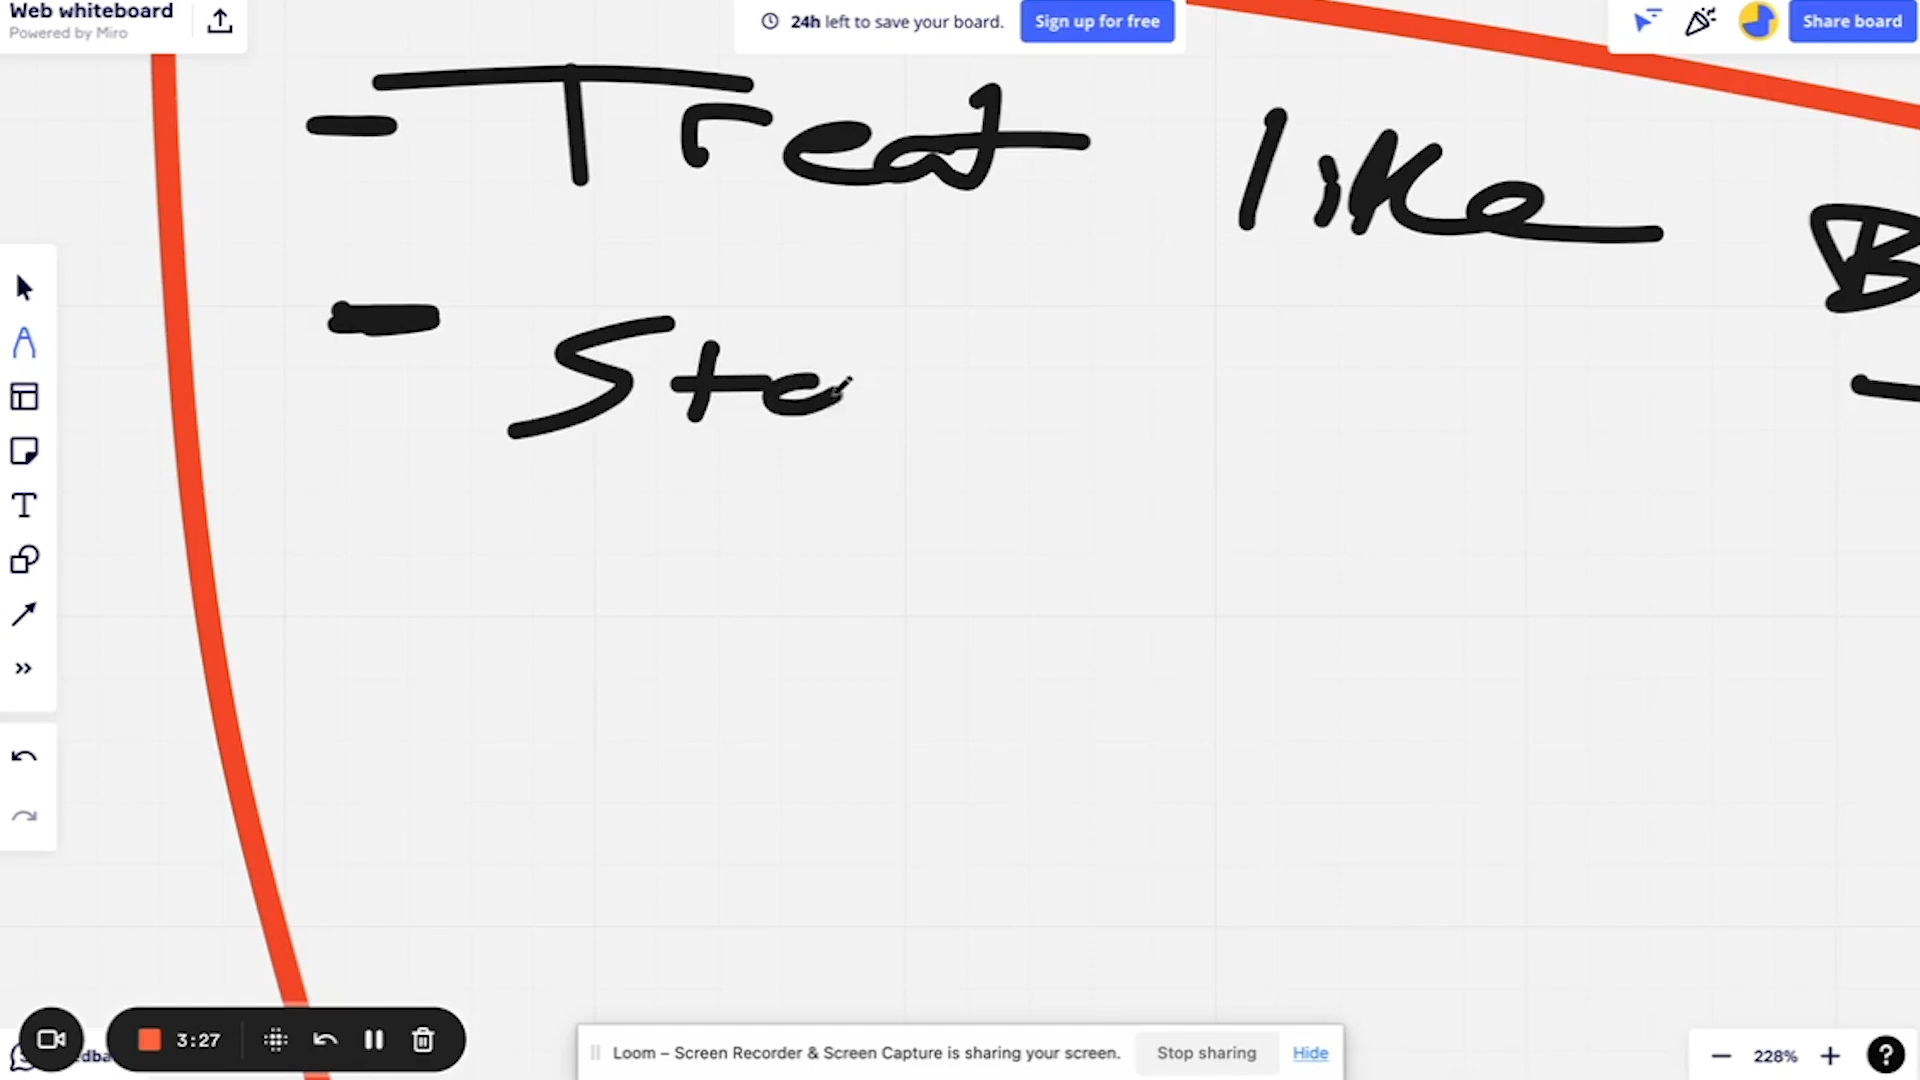 Web whiteboard
Powered by Miro
24h left to save your board.
Sign up for free
Share board
- Treat like B
- Sta
3:27
Loom – Screen Recorder & Screen Capture is sharing your screen.
Stop sharing
Hide
228%
?